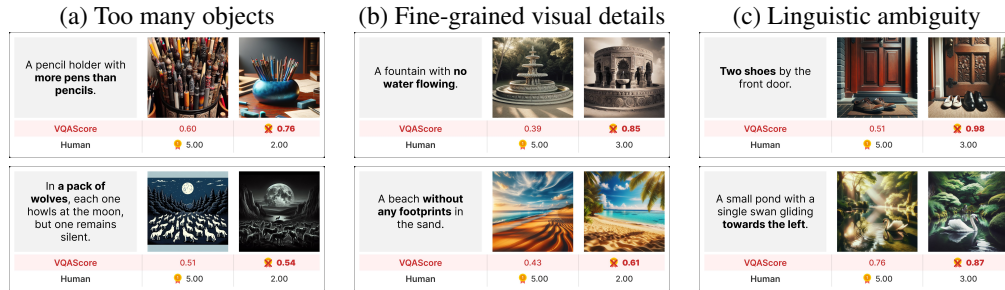 (a) Too many objects
(b) Fine-grained visual details
(c) Linguistic ambiguity
A pencil holder with
more pens than
pencils.
VQAScore 0.60 0.76
Human 5.00 2.00
A fountain with no
water flowing.
VQAScore 0.39 0.85
Human 5.00 3.00
Two shoes by the
front door.
VQAScore 0.51 0.98
Human 5.00 3.00
In a pack of
wolves, each one
howls at the moon,
but one remains
silent.
VQAScore 0.51 0.54
Human 5.00 2.00
A beach without
any footprints in
the sand.
VQAScore 0.43 0.61
Human 5.00 2.00
A small pond with a
single swan gliding
towards the left.
VQAScore 0.76 0.87
Human 5.00 3.00